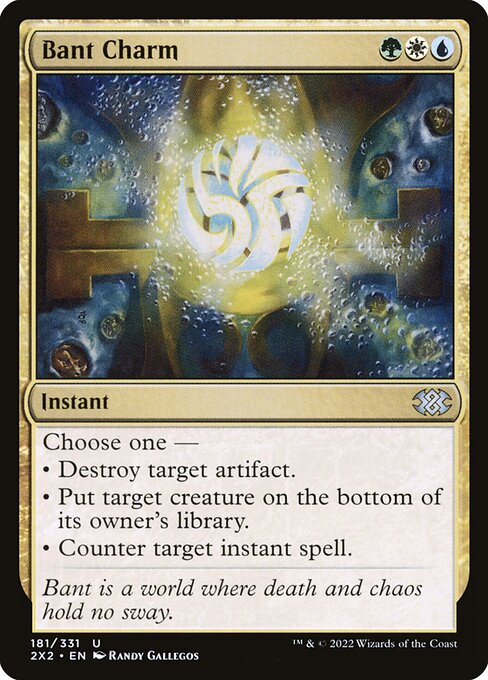 Bant Charm
Instant
Choose one —
• Destroy target artifact.
• Put target creature on the bottom of
its owner's library.
• Counter target instant spell.
Bant is a world where death and chaos
hold no sway.
181/331 U
2X2 • EN Randy Gallegos
™ & © 2022 Wizards of the Coast